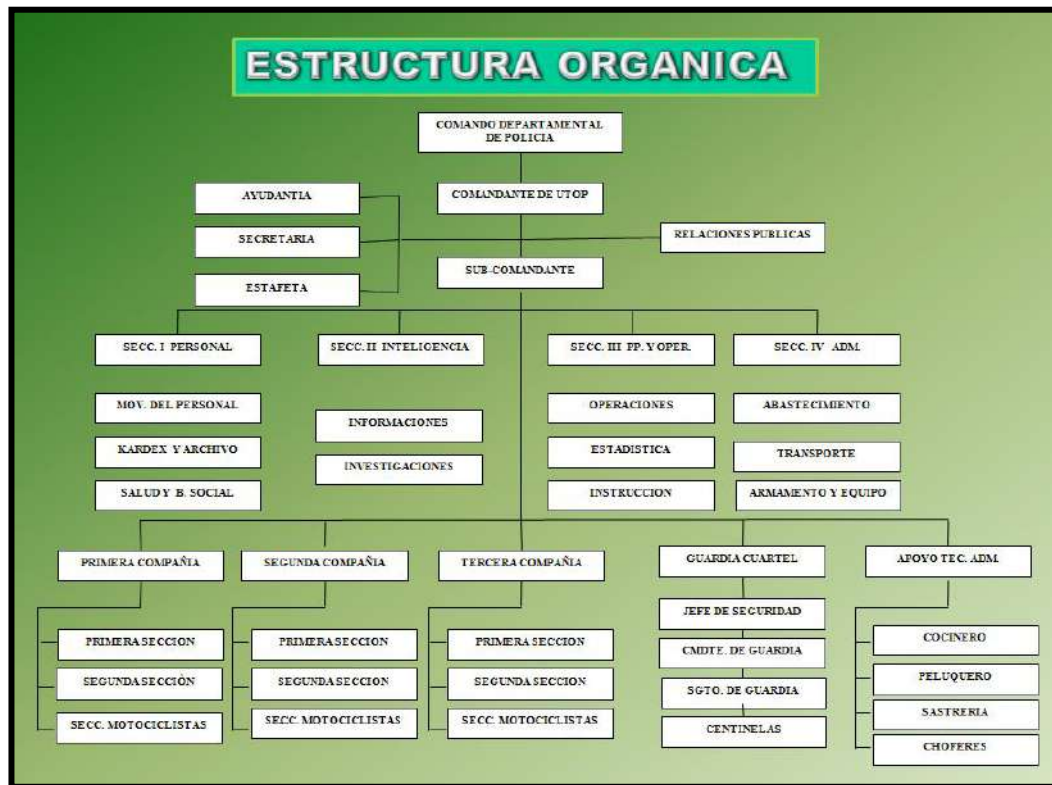 ESTRUCTURA ORGANICA
COMANDO DEPARTAMENTAL
DE POLICIA
AYUDANTIA
COMANDANTE DE UTOP
SECRETARIA
RELACIONES PUBLICAS
SUB-COMANDANTE
ESTAFETA
SECC. I PERSONAL
SECC. II INTELIGENCIA
SECC. III PP. Y OPER.
SECC. IV ADM.
MOV. DEL PERSONAL
INFORMACIONES
OPERACIONES
ABASTECIMIENTO
KARDEX Y ARCHIVO
INVESTIGACIONES
ESTADISTICA
TRANSPORTE
SALUD Y B. SOCIAL
INSTRUCCION
ARMAMENTO Y EQUIPO
PRIMERA COMPAÑIA
SEGUNDA COMPAÑIA
TERCERA COMPAÑIA
GUARDIA CUARTEL
APOYO TEC. ADM.
PRIMERA SECCION
SEGUNDA SECCIÒN
SECC. MOTOCICLISTAS
PRIMERA SECCION
SEGUNDA SECCION
SECC. MOTOCICLISTAS
PRIMERA SECCION
SEGUNDA SECCION
SECC. MOTOCICLISTAS
JEFE DE SEGURIDAD
CMDTE. DE GUARDIA
SGTO. DE GUARDIA
CENTINELAS
COCINERO
PELUQUERO
SASTRERIA
CHOFERES